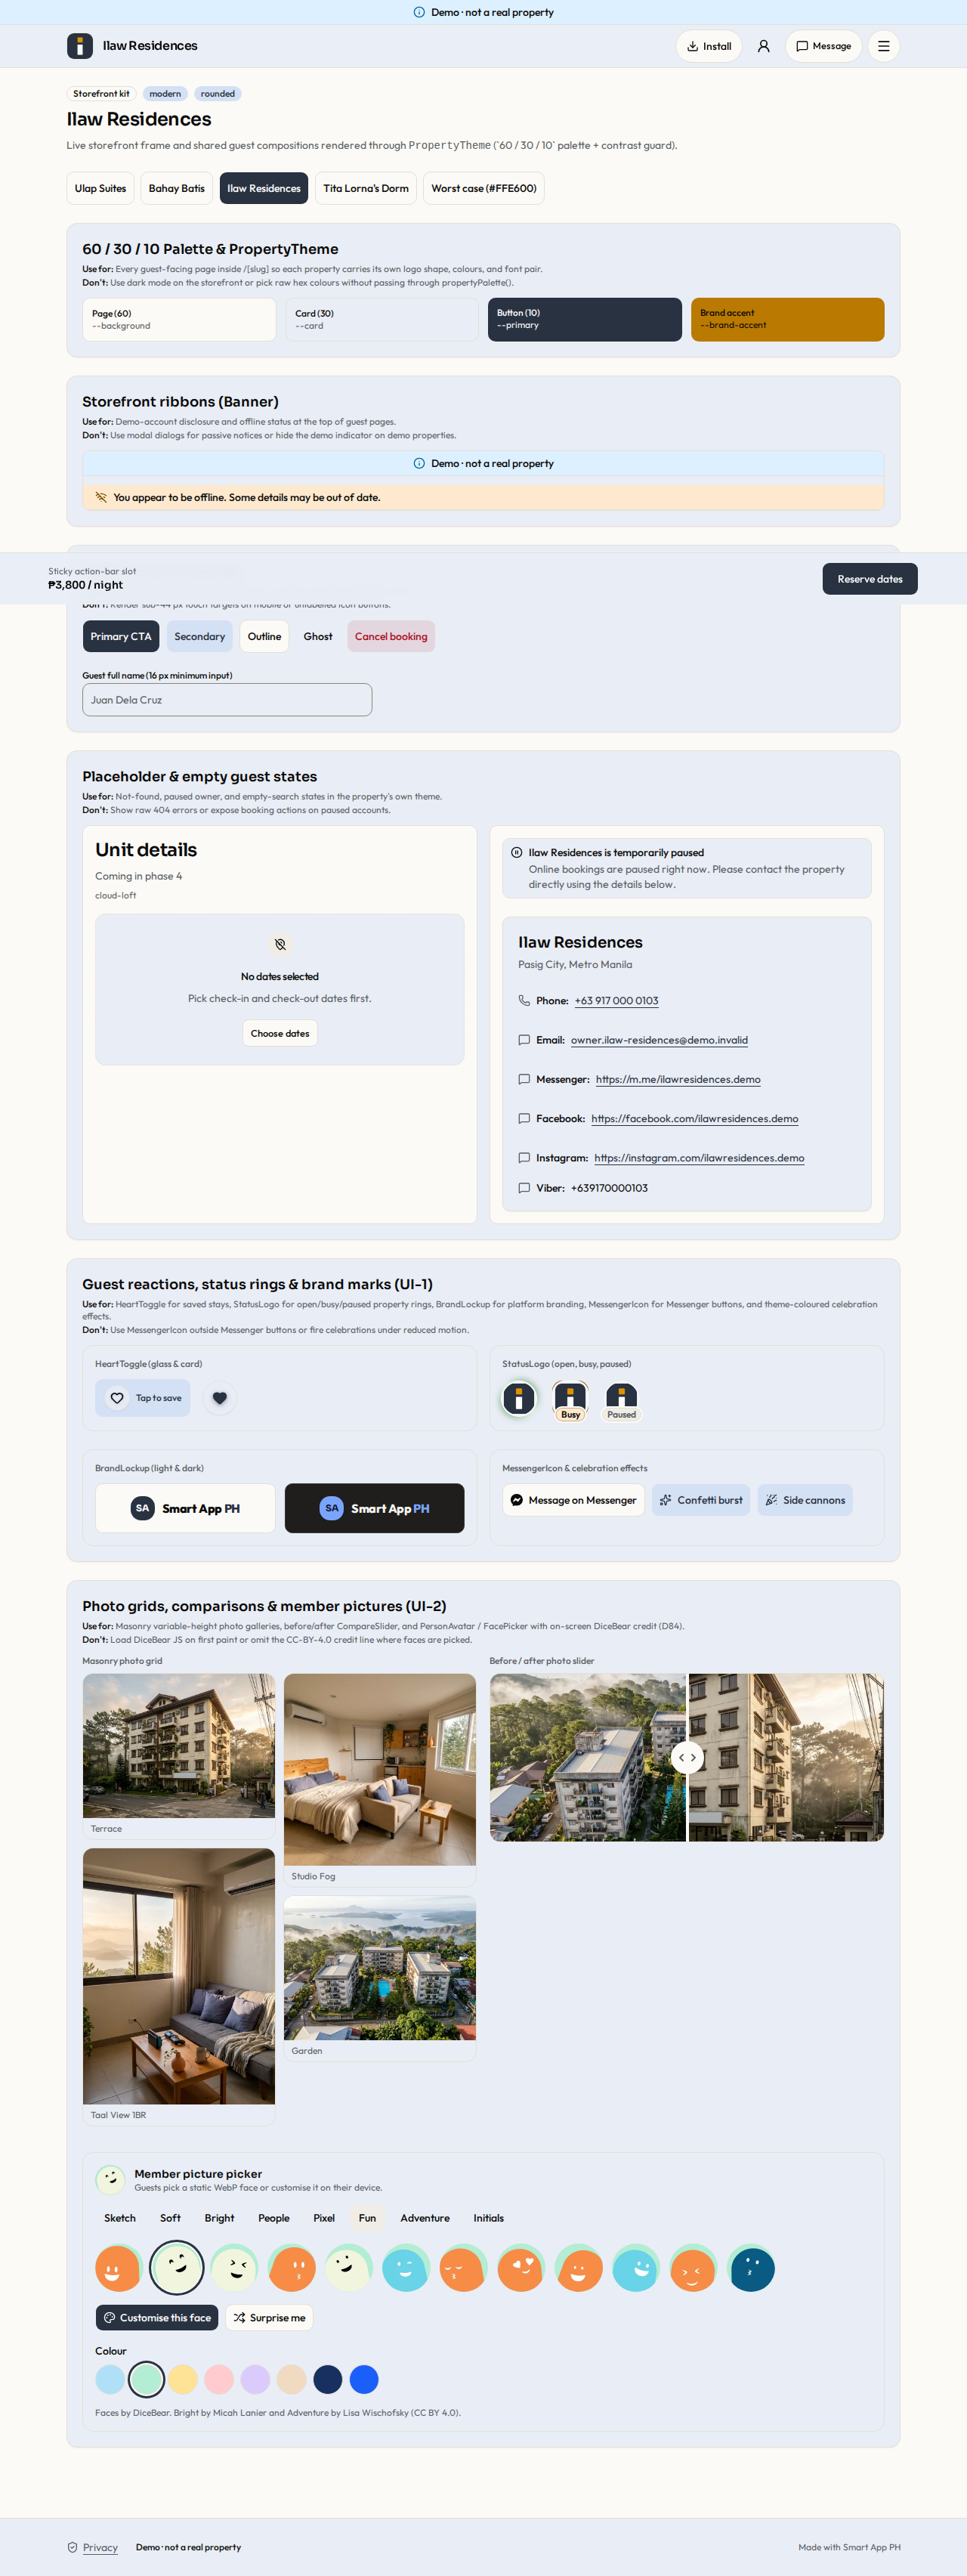 Demo · not a real property
Ilaw Residences
Install
Message
Storefront kit
modern
rounded
Ilaw Residences
Live storefront frame and shared guest compositions rendered through PropertyTheme (`60 / 30 / 10` palette + contrast guard).
Ulap Suites
Bahay Batis
Ilaw Residences
Tita Lorna's Dorm
Worst case (#FFE600)
60 / 30 / 10 Palette & PropertyTheme
Use for: Every guest-facing page inside /[slug] so each property carries its own logo shape, colours, and font pair.
Don't: Use dark mode on the storefront or pick raw hex colours without passing through propertyPalette().
Page (60)
--background
Card (30)
--card
Button (10)
--primary
Brand accent
--brand-accent
Storefront ribbons (Banner)
Use for: Demo-account disclosure and offline status at the top of guest pages.
Don't: Use modal dialogs for passive notices or hide the demo indicator on demo properties.
Demo · not a real property
You appear to be offline. Some details may be out of date.
Sticky action-bar slot
₱3,800 / night
Reserve dates
Don't: Render sub-44 px touch targets on mobile or unlabelled icon buttons.
Primary CTA
Secondary
Outline
Ghost
Cancel booking
Guest full name (16 px minimum input)
Juan Dela Cruz
Placeholder & empty guest states
Use for: Not-found, paused owner, and empty-search states in the property's own theme.
Don't: Show raw 404 errors or expose booking actions on paused accounts.
Unit details
Coming in phase 4
cloud-loft
No dates selected
Pick check-in and check-out dates first.
Choose dates
Ilaw Residences is temporarily paused
Online bookings are paused right now. Please contact the property
directly using the details below.
Ilaw Residences
Pasig City, Metro Manila
Phone: +63 917 000 0103
Email: owner.ilaw-residences@demo.invalid
Messenger: https://m.me/ilawresidences.demo
Facebook: https://facebook.com/ilawresidences.demo
Instagram: https://instagram.com/ilawresidences.demo
Viber: +639170000103
Guest reactions, status rings & brand marks (UI-1)
Use for: HeartToggle for saved stays, StatusLogo for open/busy/paused property rings, BrandLockup for platform branding, MessengerIcon for Messenger buttons, and theme-coloured celebration
effects.
Don't: Use MessengerIcon outside Messenger buttons or fire celebrations under reduced motion.
HeartToggle (glass & card)
Tap to save
StatusLogo (open, busy, paused)
Busy
Paused
BrandLockup (light & dark)
SA Smart App PH
SA Smart App PH
MessengerIcon & celebration effects
Message on Messenger
Confetti burst
Side cannons
Photo grids, comparisons & member pictures (UI-2)
Use for: Masonry variable-height photo galleries, before/after CompareSlider, and PersonAvatar / FacePicker with on-screen DiceBear credit (D84).
Don't: Load DiceBear JS on first paint or omit the CC-BY-4.0 credit line where faces are picked.
Masonry photo grid
Before / after photo slider
Terrace
Studio Fog
Taal View 1BR
Garden
Member picture picker
Guests pick a static WebP face or customise it on their device.
Sketch
Soft
Bright
People
Pixel
Fun
Adventure
Initials
Customise this face
Surprise me
Colour
Faces by DiceBear. Bright by Micah Lanier and Adventure by Lisa Wischofsky (CC BY 4.0).
Privacy
Demo · not a real property
Made with Smart App PH